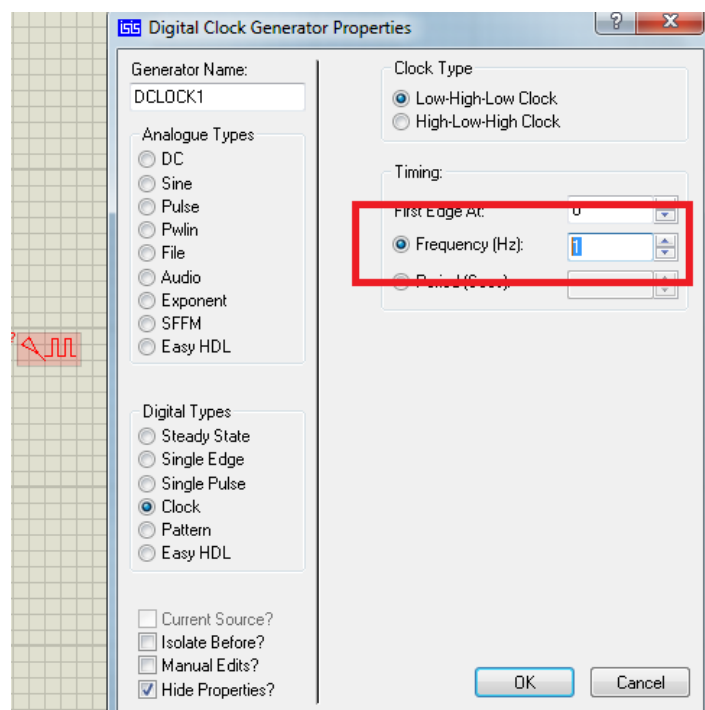 ISIS Digital Clock Generator Properties
?
X
Generator Name:
DCLOCK1
Analogue Types
DC
Sine
Pulse
Pwlin
File
Audio
Exponent
SFFM
Easy HDL
Digital Types
Steady State
Single Edge
Single Pulse
Clock
Pattern
Easy HDL
Current Source?
Isolate Before?
Manual Edits?
Hide Properties?
Clock Type
Low-High-Low Clock
High-Low-High Clock
Timing:
First Edge At: 0
Frequency (Hz): 1
Period (Secs):
OK Cancel
?